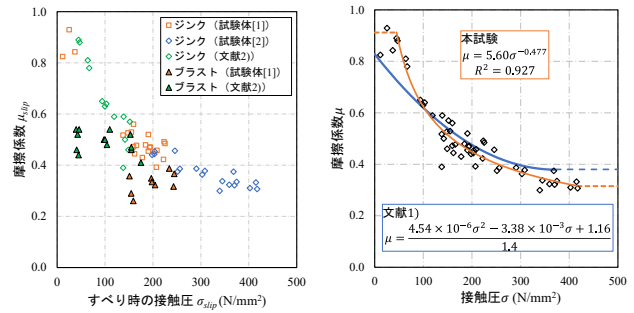 1.0
0.8
0.6
0.4
0.2
0.0
0 100 200 300 400 500
摩擦係数 μslip
すべり時の接触圧 σslip (N/mm²)
ジンク（試験体[1]）
ジンク（試験体[2]）
ジンク（文献2)）
ブラスト（試験体[1]）
ブラスト（文献2)）
1.0
0.8
0.6
0.4
0.2
0.0
0 100 200 300 400 500
摩擦係数μ
接触圧σ (N/mm²)
本試験
μ = 5.60σ^−0.477
R² = 0.927
文献1)
μ = (4.54 × 10⁻⁶σ² − 3.38 × 10⁻³σ + 1.16) / 1.4